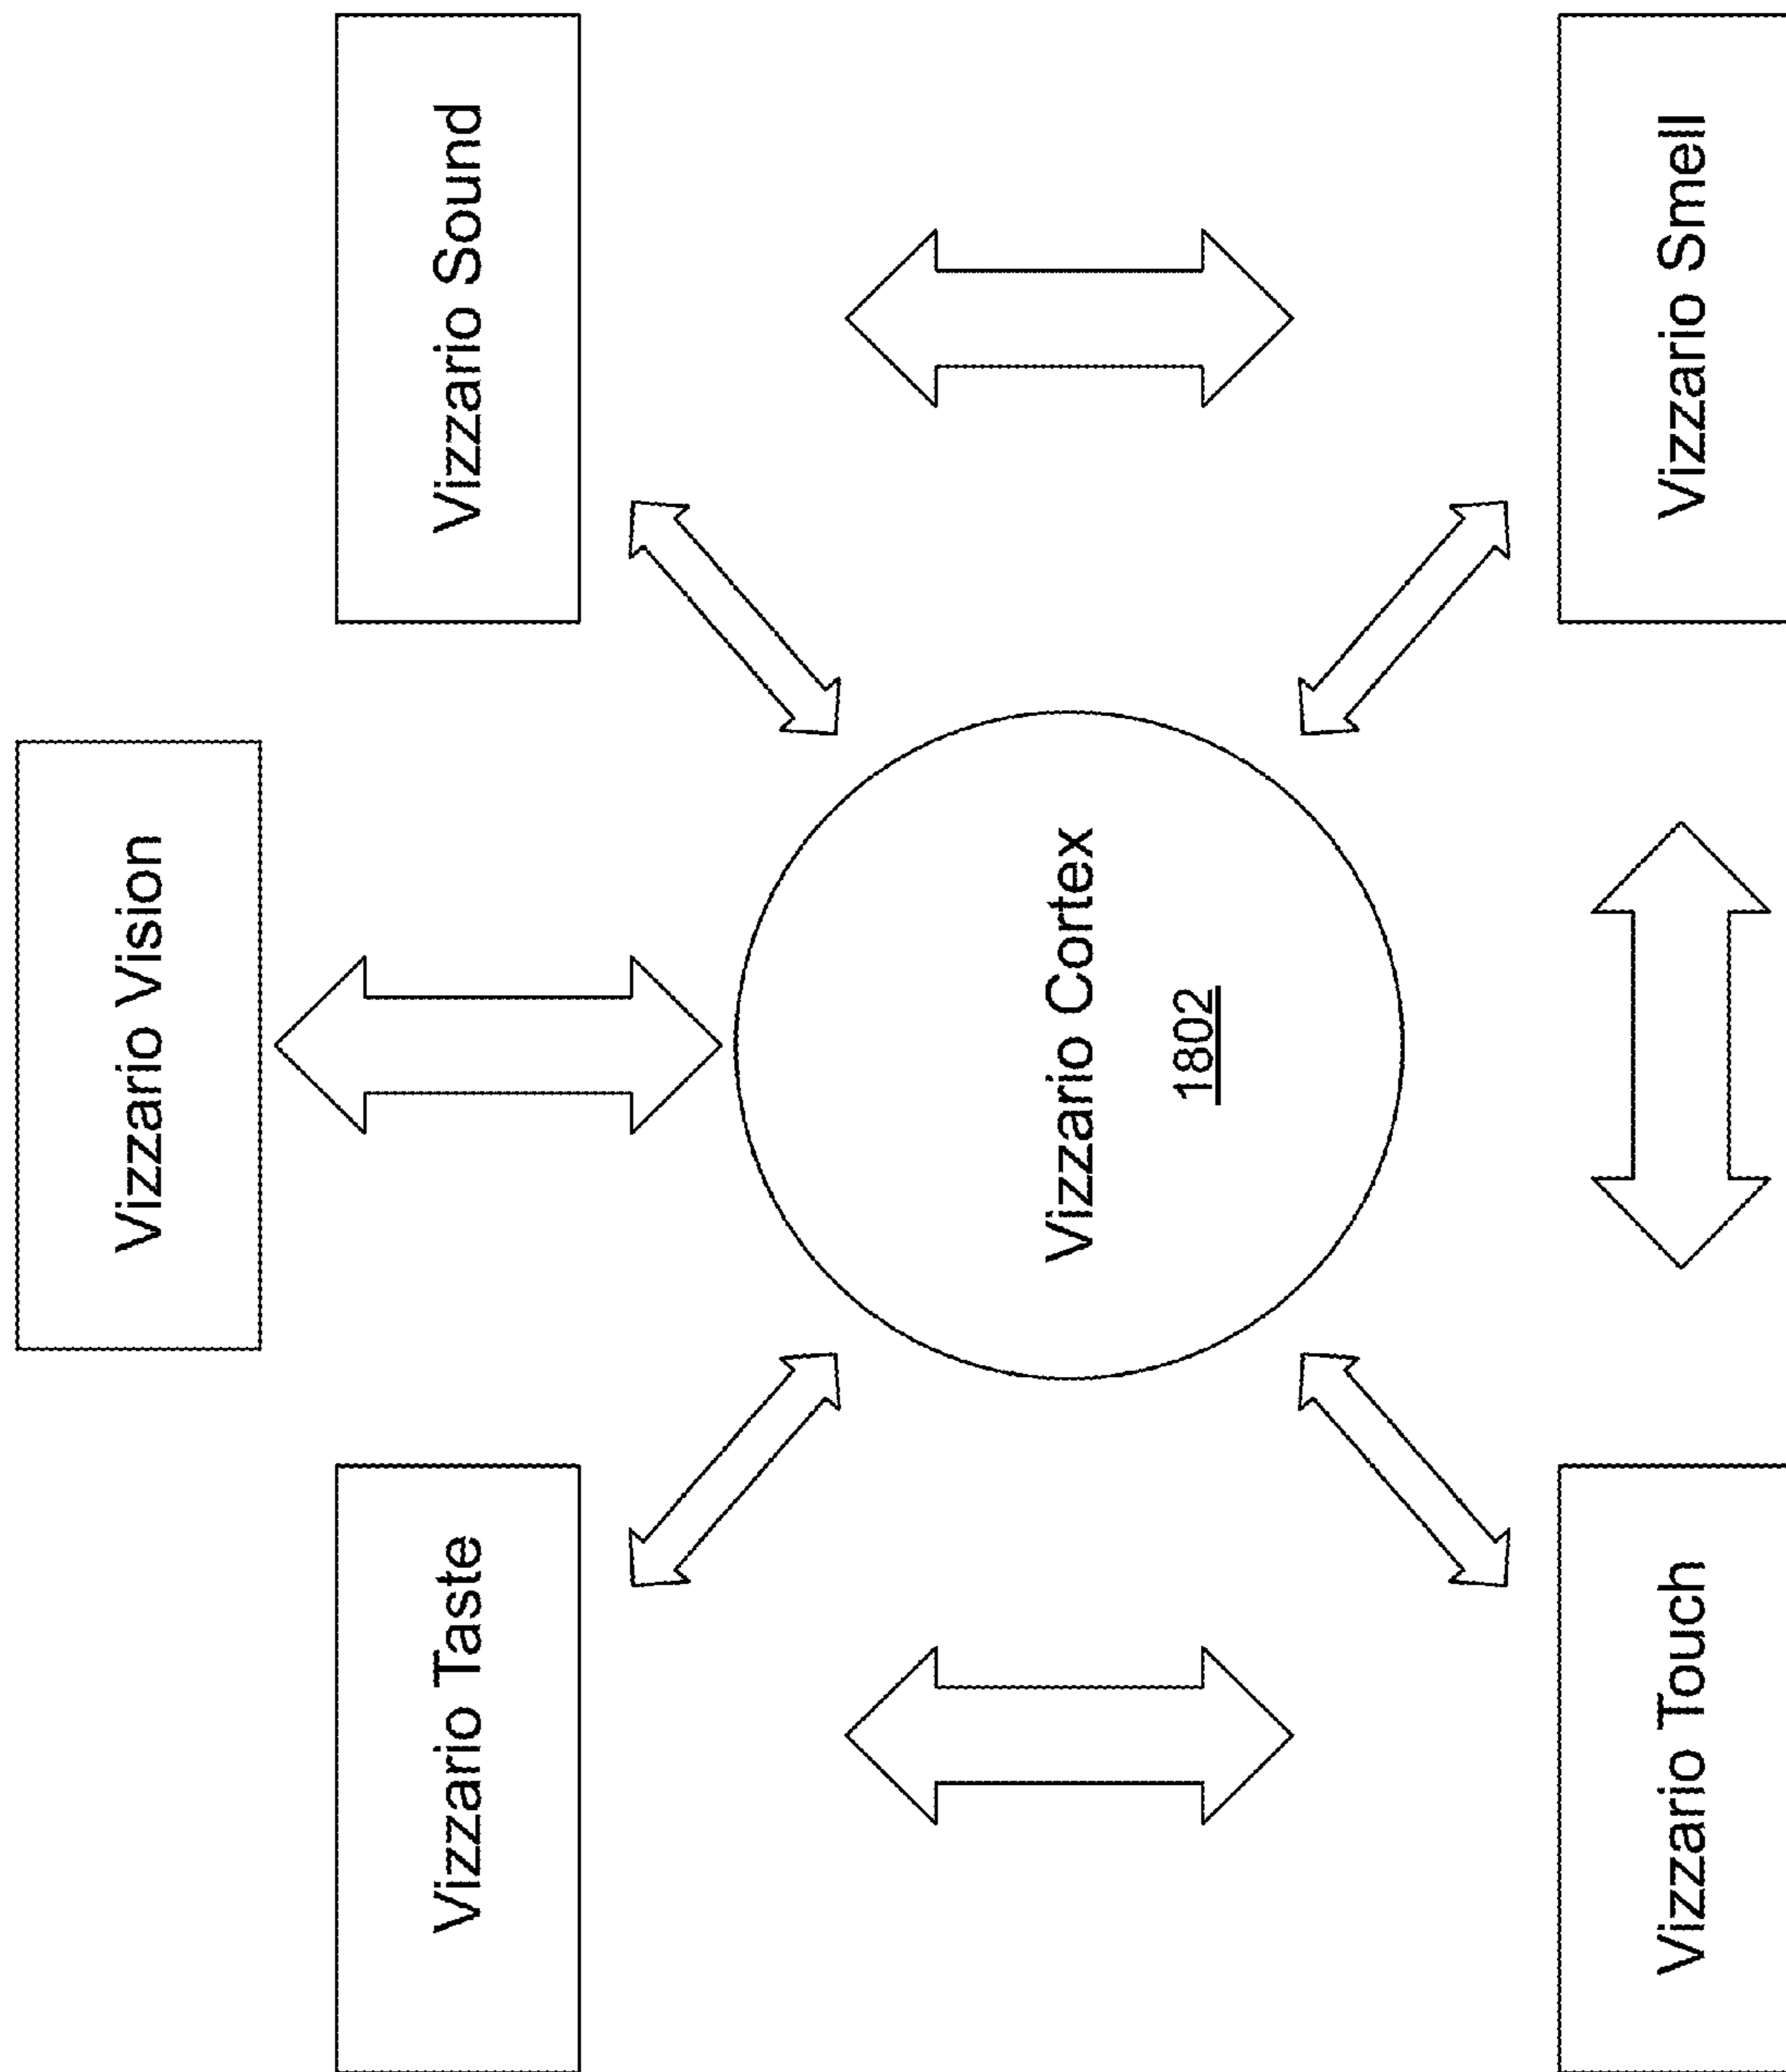 Vizzario Vision
Vizzario Taste
Vizzario Sound
Vizzario Cortex
1802
Vizzario Touch
Vizzario Smell